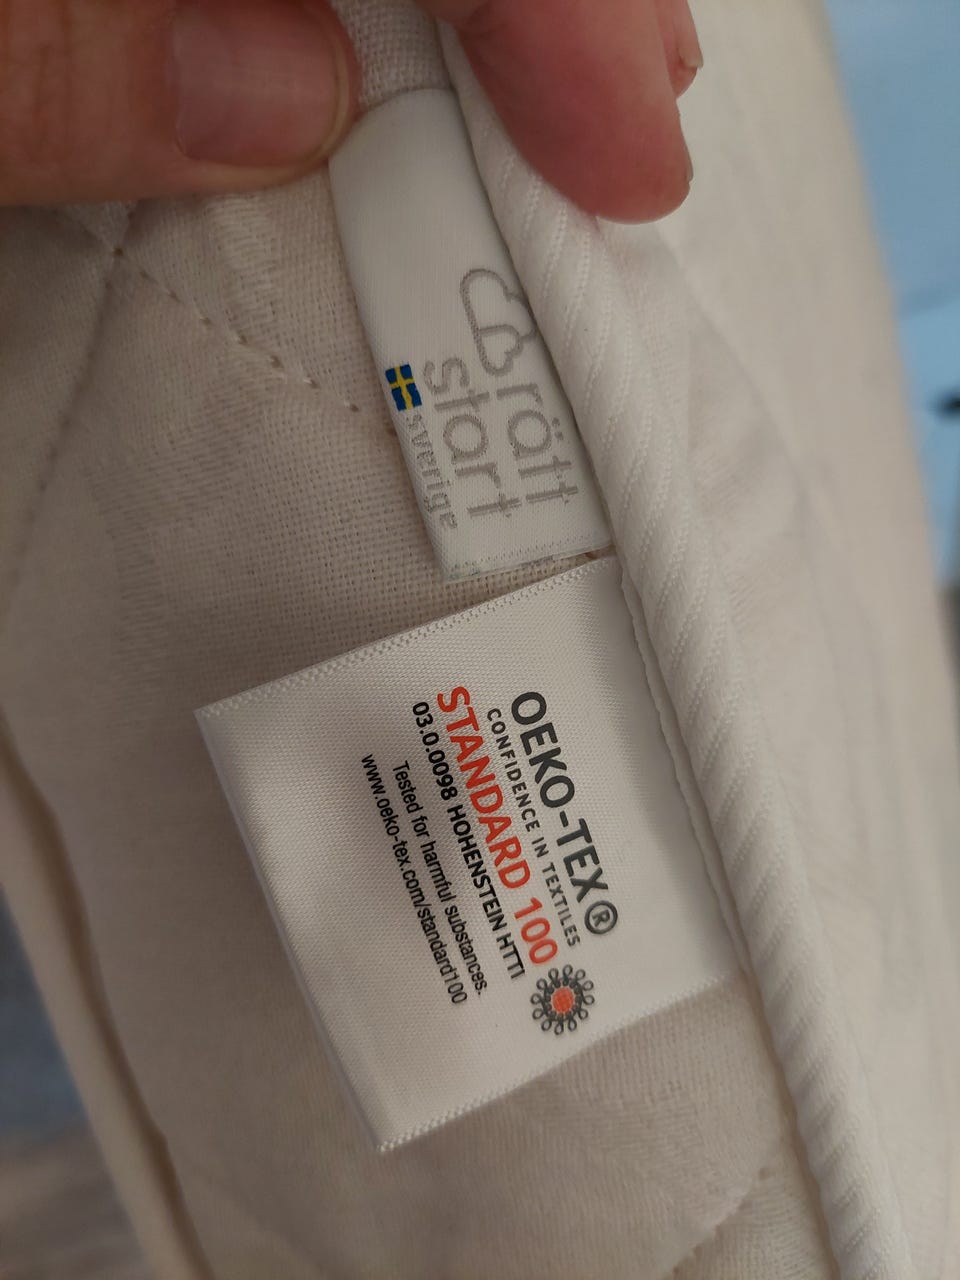 rätt
start
sverige
OEKO-TEX®
CONFIDENCE IN TEXTILES
STANDARD 100
03.0.0098 HOHENSTEIN HTTI
Tested for harmful substances.
www.oeko-tex.com/standard100